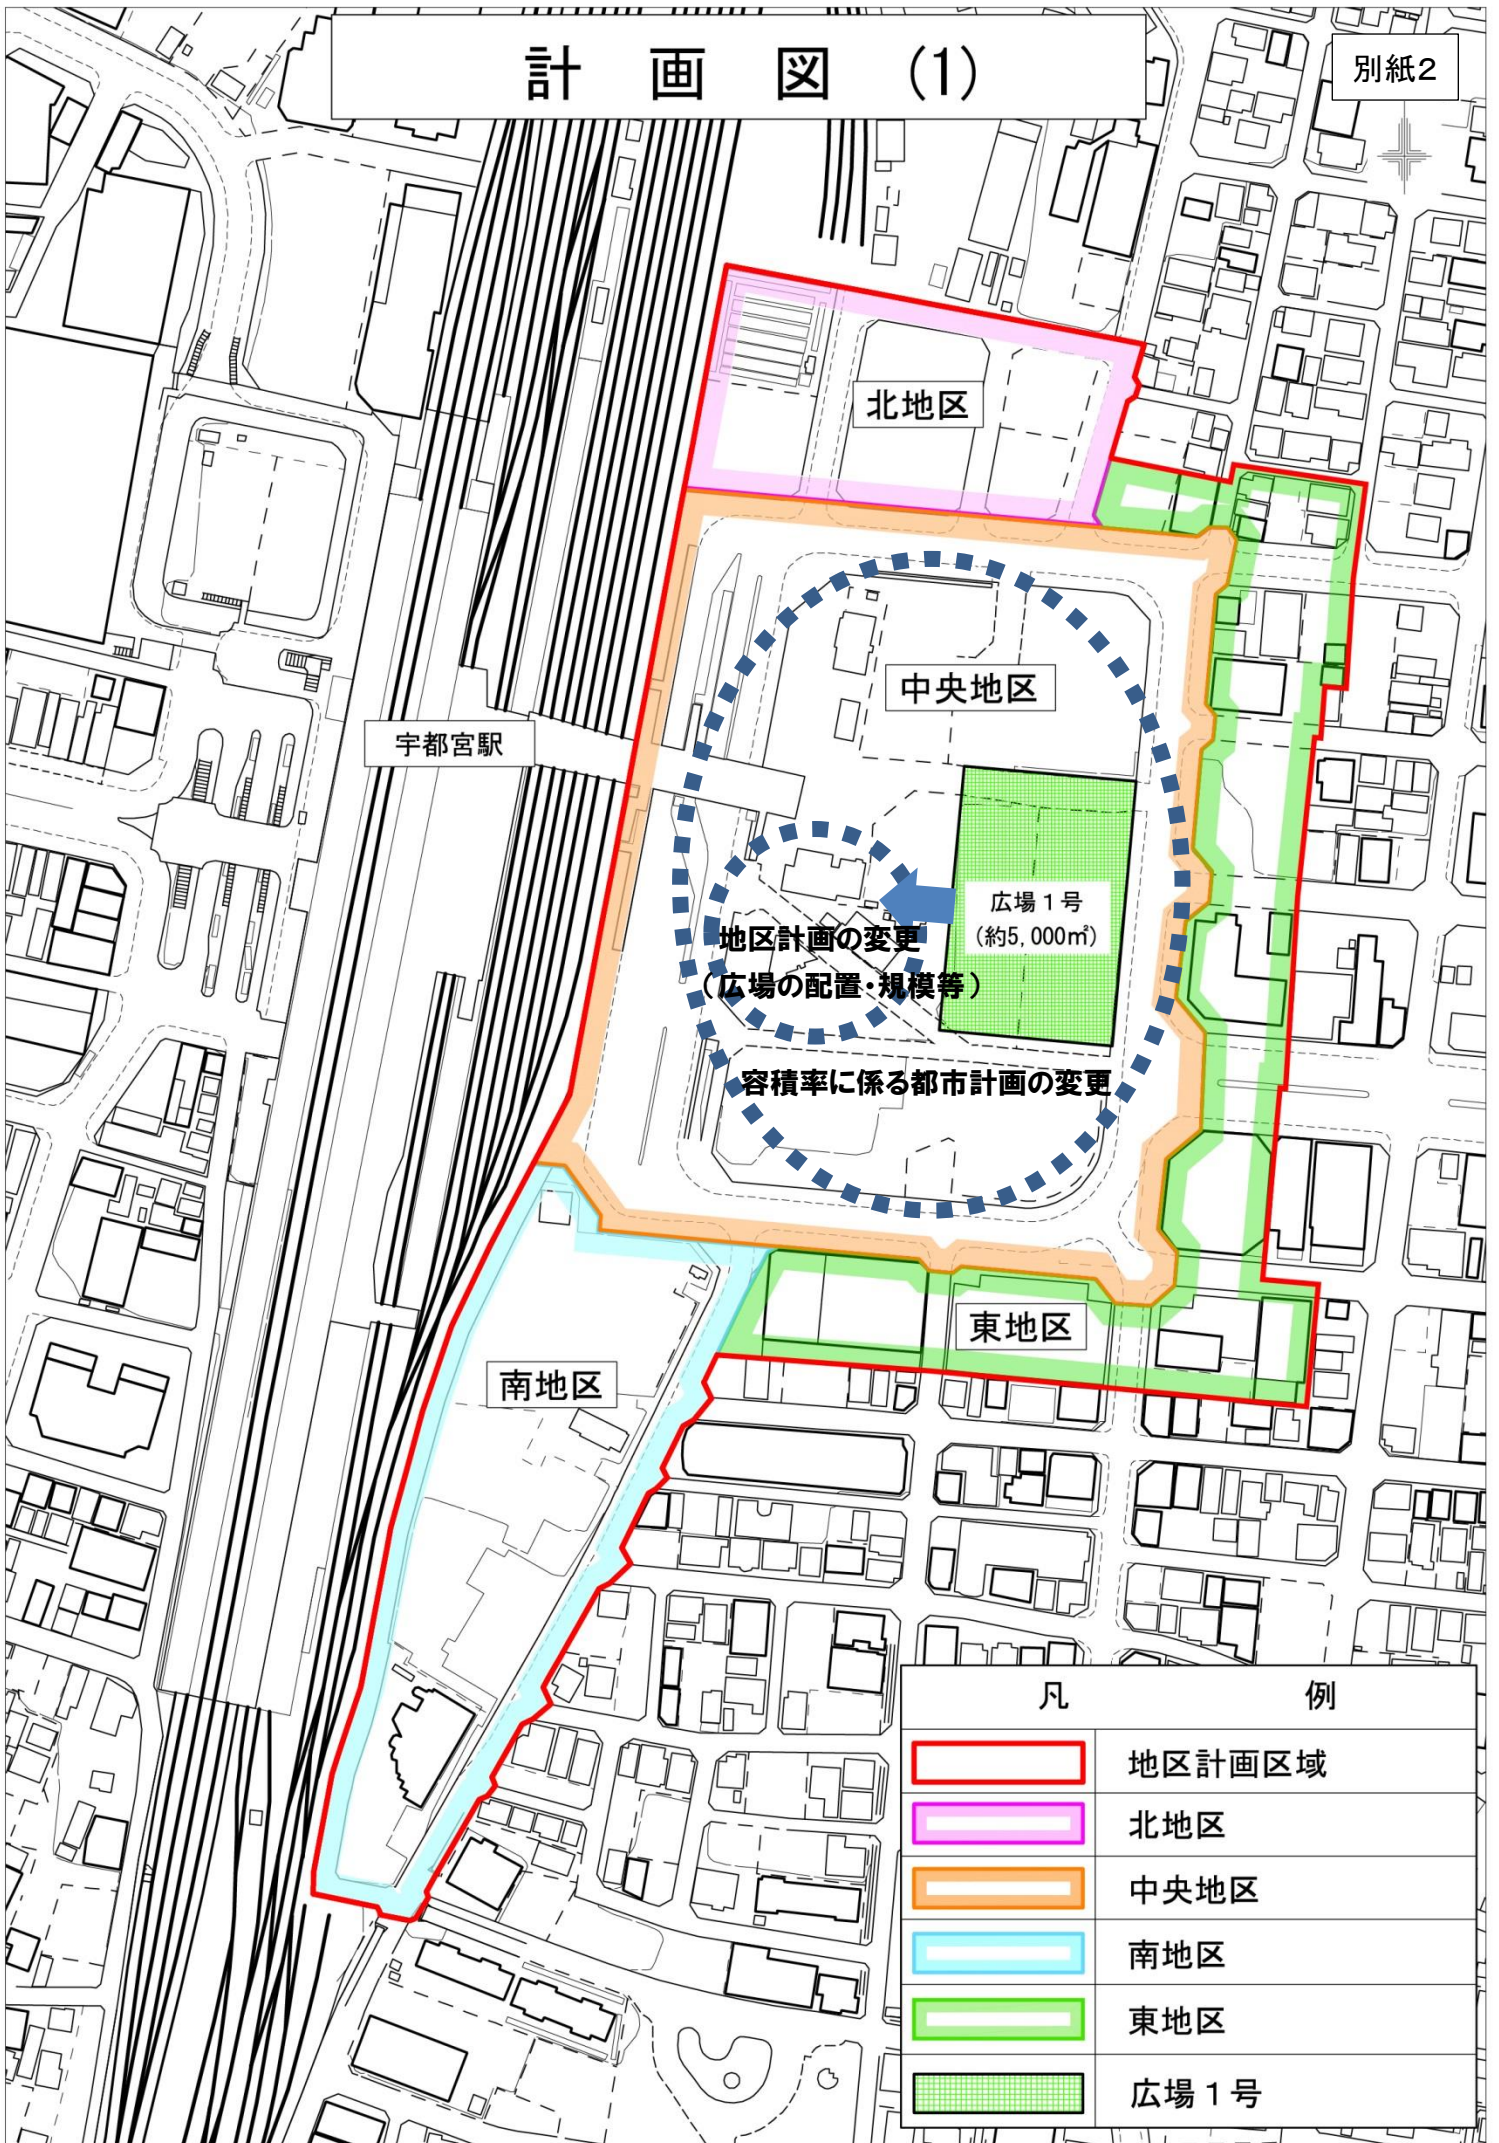 計画図(1)
別紙2
北地区
中央地区
宇都宮駅
広場1号
(約5,000㎡)
地区計画の変更
(広場の配置・規模等)
容積率に係る都市計画の変更
東地区
南地区
凡例
地区計画区域
北地区
中央地区
南地区
東地区
広場1号